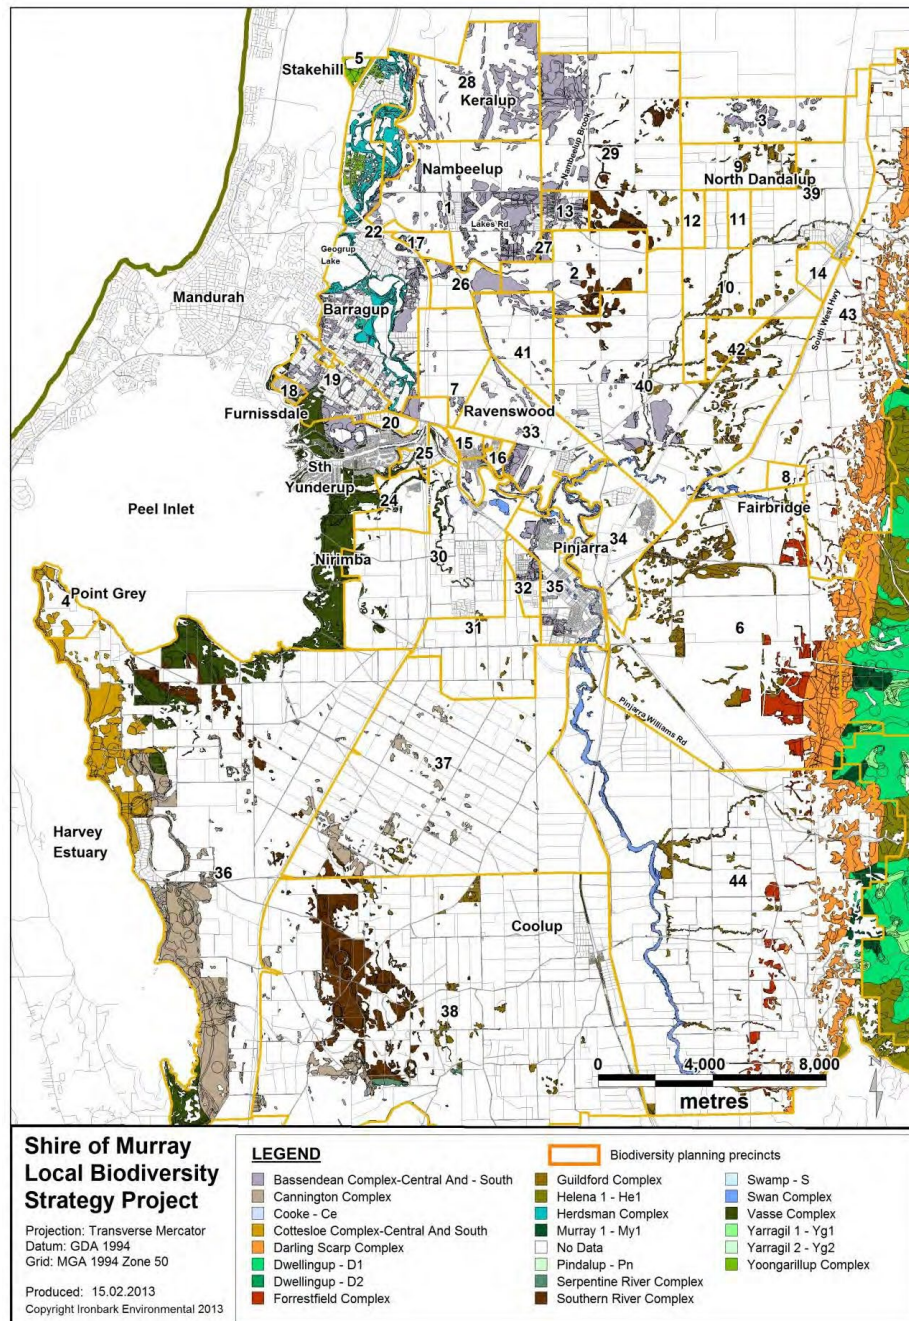 5
Stakehill
28
Keralup
3
Nambeelup Brook
29
Nambeelup
9
North Dandalup
39
1
13
Lakes Rd
12
11
22
17
27
Geogrup
Lake
26
2
14
Mandurah
10
South West Hwy
43
Barragup
41
42
19
18
40
7
Furnissdale
Ravenswood
20
33
15
25
16
8
Sth
Yunderup
24
Fairbridge
Peel Inlet
34
Pinjarra
30
Nirimba
32
35
Point Grey
4
31
6
Pinjarra Williams Rd
37
Harvey
Estuary
36
44
Coolup
38
0 4,000 8,000
metres
N
Shire of Murray
Local Biodiversity
Strategy Project
Projection: Transverse Mercator
Datum: GDA 1994
Grid: MGA 1994 Zone 50
Produced: 15.02.2013
Copyright Ironbark Environmental 2013
LEGEND
Biodiversity planning precincts
Bassendean Complex-Central And - South
Cannington Complex
Cooke - Ce
Cottesloe Complex-Central And South
Darling Scarp Complex
Dwellingup - D1
Dwellingup - D2
Forrestfield Complex
Guildford Complex
Helena 1 - He1
Herdsman Complex
Murray 1 - My1
No Data
Pindalup - Pn
Serpentine River Complex
Southern River Complex
Swamp - S
Swan Complex
Vasse Complex
Yarragil 1 - Yg1
Yarragil 2 - Yg2
Yoongarillup Complex